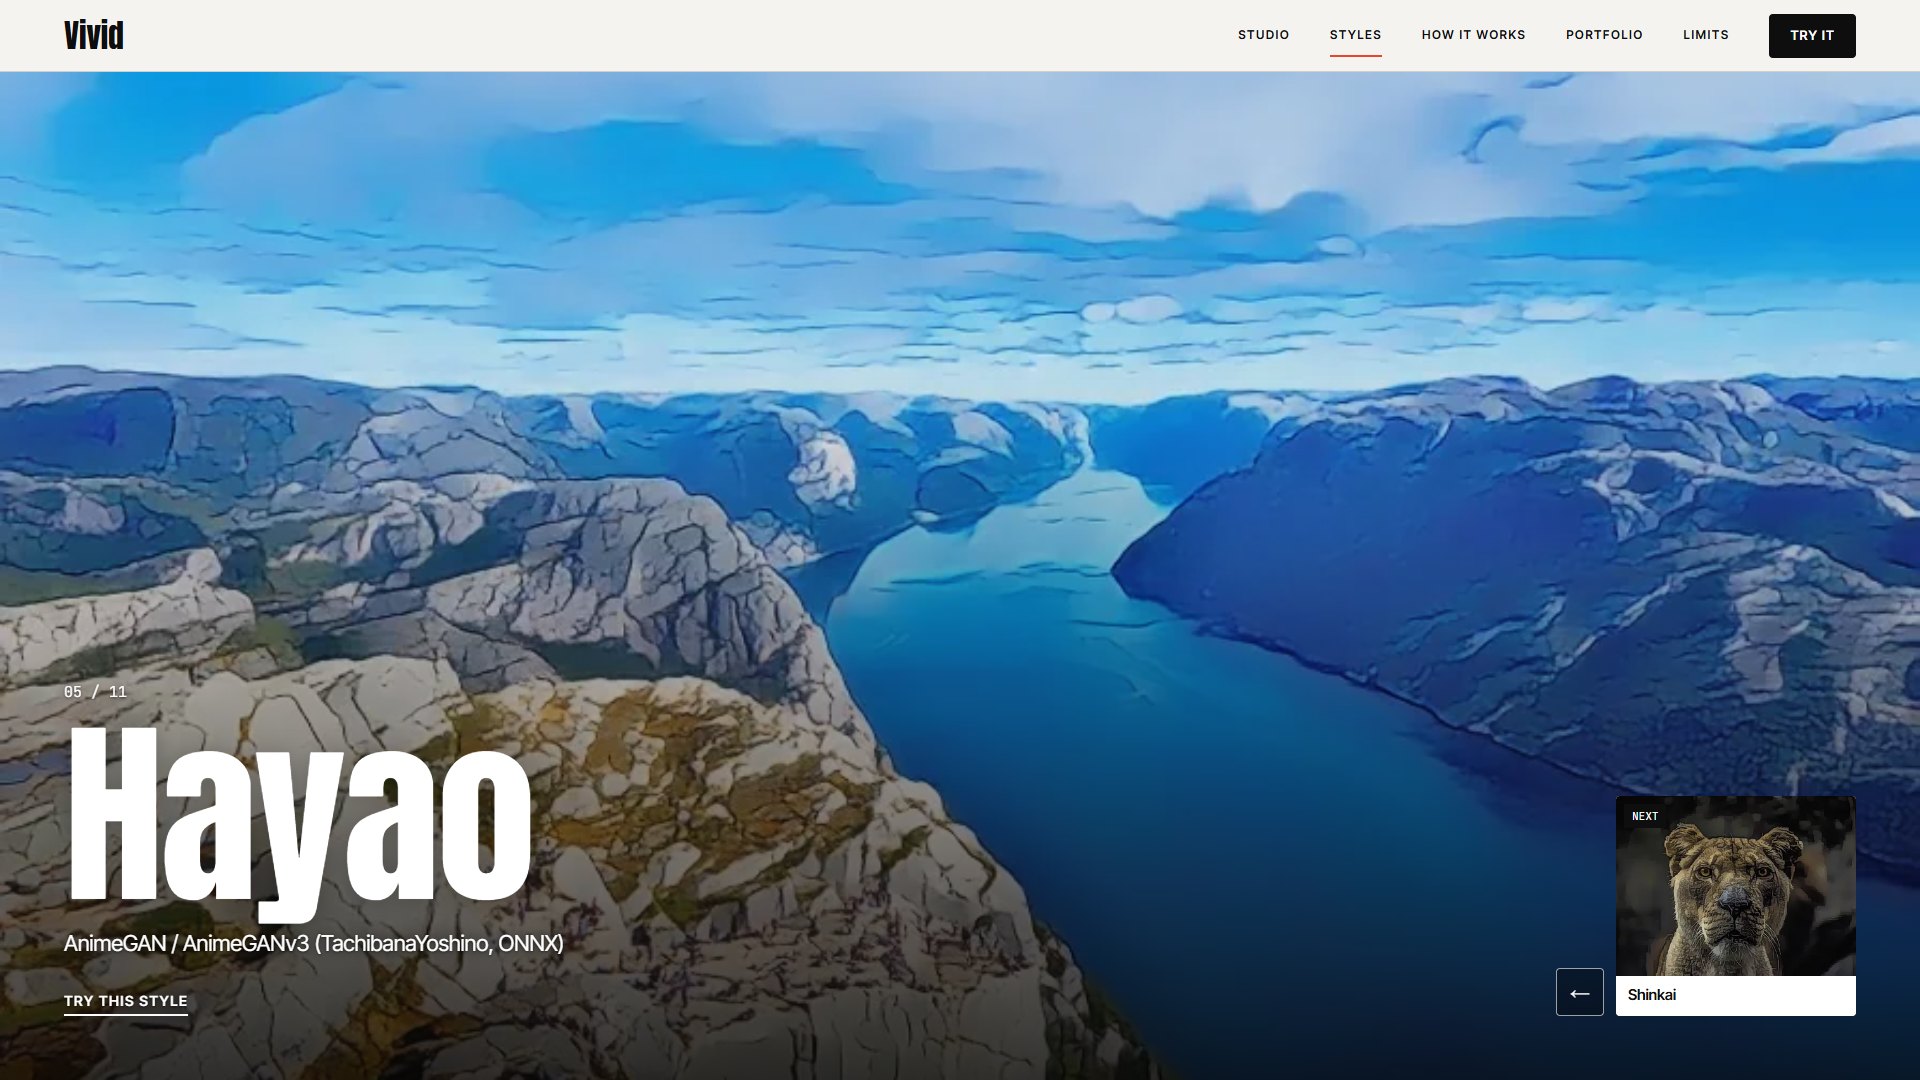 Vivid
STUDIO
STYLES
HOW IT WORKS
PORTFOLIO
LIMITS
TRY IT
05 / 11
Hayao
AnimeGAN / AnimeGANv3 (TachibanaYoshino, ONNX)
TRY THIS STYLE
←
NEXT
Shinkai